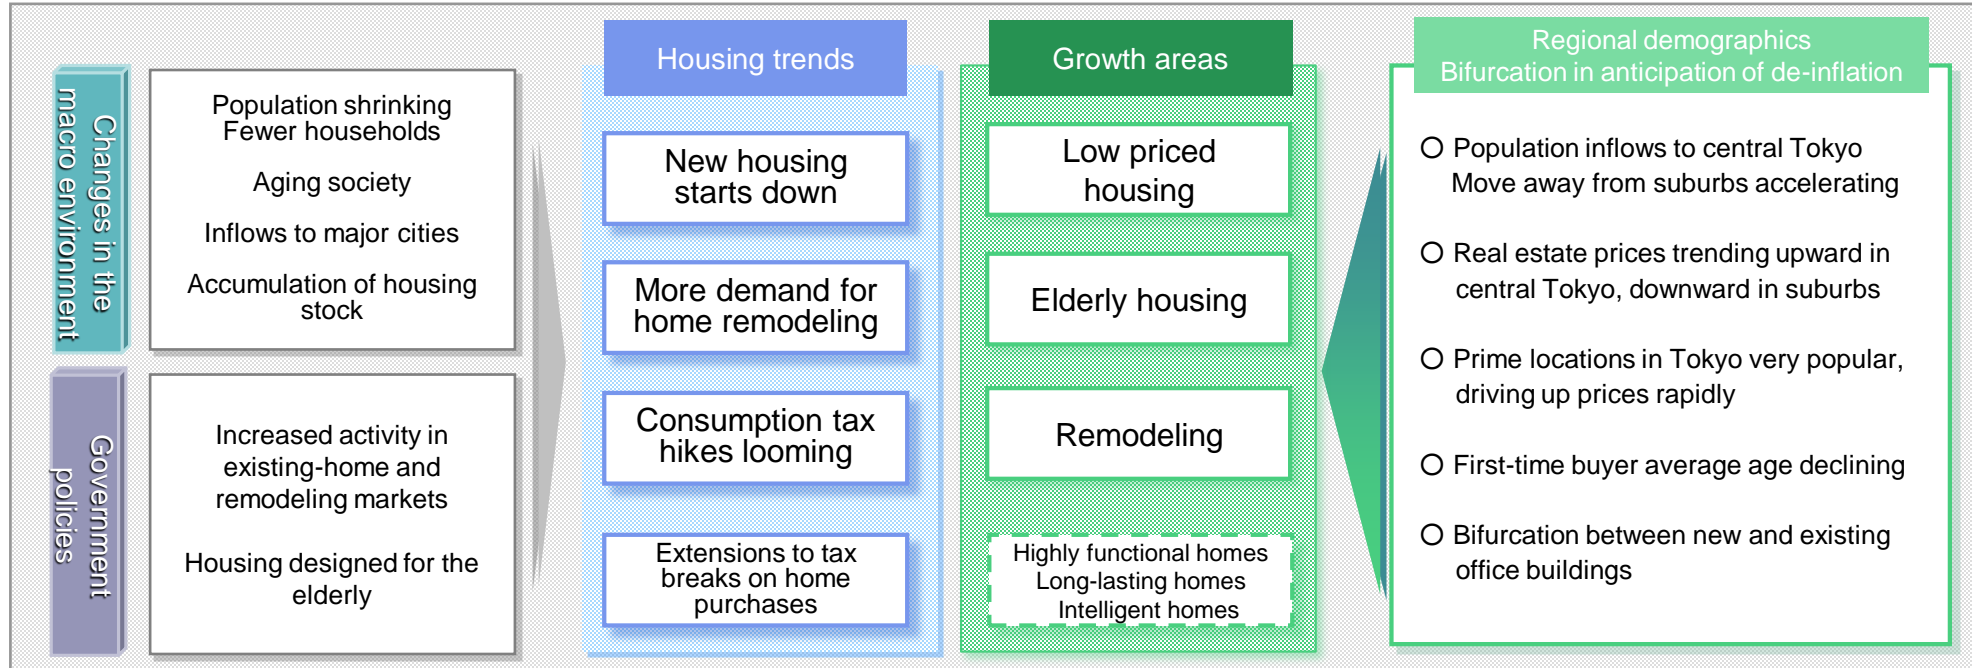 Changes in the
macro environment
Population shrinking
Fewer households
Aging society
Inflows to major cities
Accumulation of housing
stock
Government
policies
Increased activity in
existing-home and
remodeling markets
Housing designed for the
elderly
Housing trends
New housing
starts down
More demand for
home remodeling
Consumption tax
hikes looming
Extensions to tax
breaks on home
purchases
Growth areas
Low priced
housing
Elderly housing
Remodeling
Highly functional homes
Long-lasting homes
Intelligent homes
Regional demographics
Bifurcation in anticipation of de-inflation
○ Population inflows to central Tokyo
Move away from suburbs accelerating
○ Real estate prices trending upward in
central Tokyo, downward in suburbs
○ Prime locations in Tokyo very popular,
driving up prices rapidly
○ First-time buyer average age declining
○ Bifurcation between new and existing
office buildings